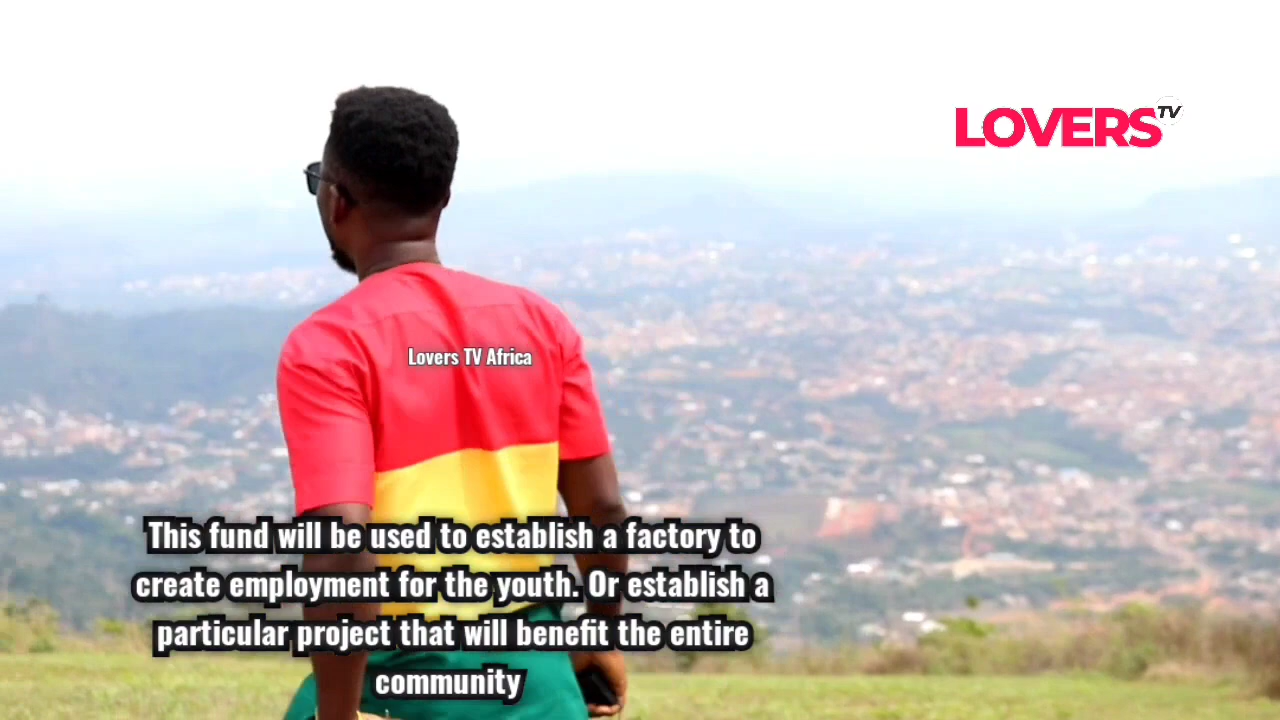 LOVERS TV
Lovers TV Africa
This fund will be used to establish a factory to
create employment for the youth. Or establish a
particular project that will benefit the entire
community